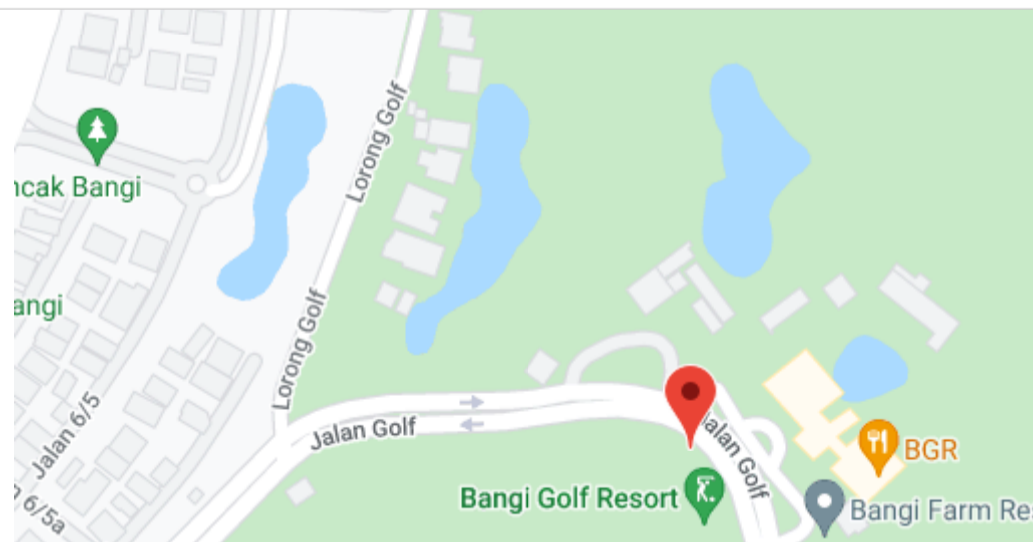 Lorong Golf
ncak Bangi
angi
Lorong Golf
Jalan 6/5
Jalan Golf
Jalan Golf
BGR
n 6/5a
Bangi Golf Resort
Bangi Farm Res